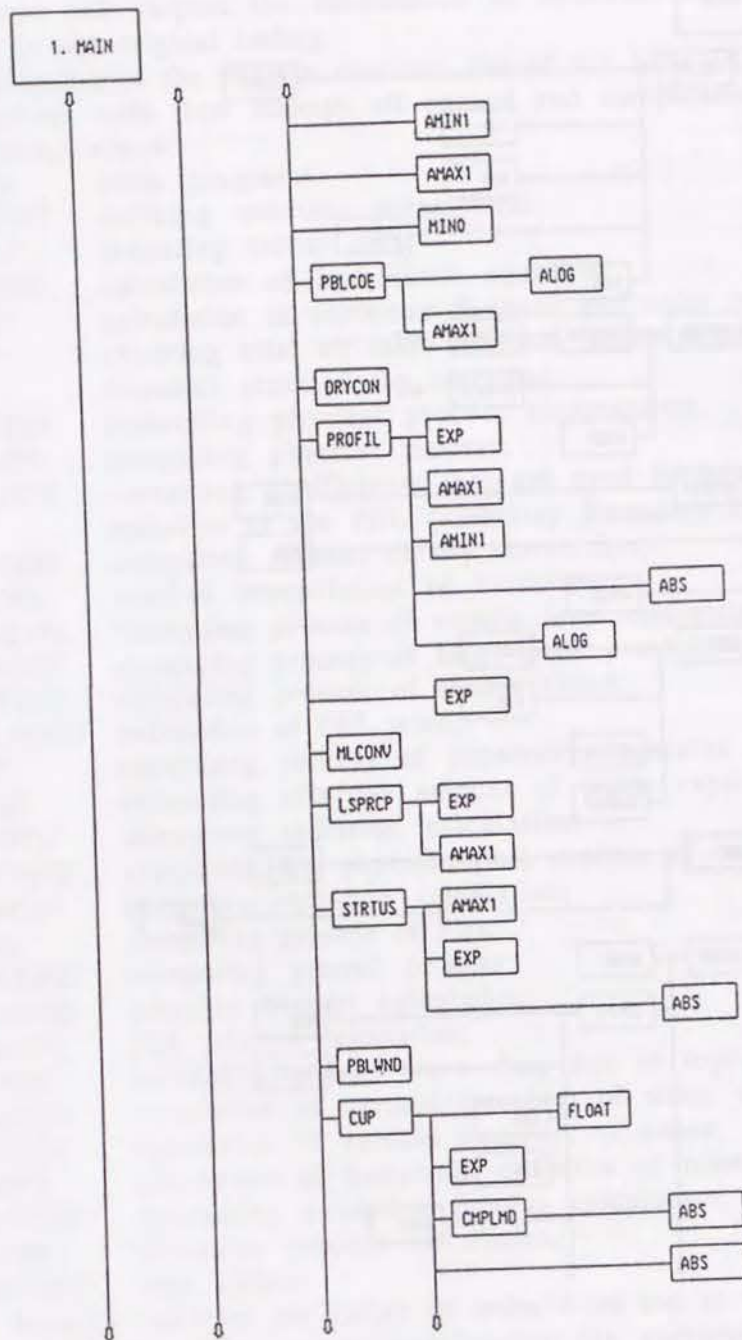 1. MAIN
AMIN1
AMAX1
MINO
PBLCOE ALOG
AMAX1
DRYCON
PROFIL EXP
AMAX1
AMIN1
ABS
ALOG
EXP
MLCONV
LSPRCP EXP
AMAX1
STRTUS AMAX1
EXP
ABS
PBLWND
CUP FLOAT
EXP
CMPLMD ABS
ABS